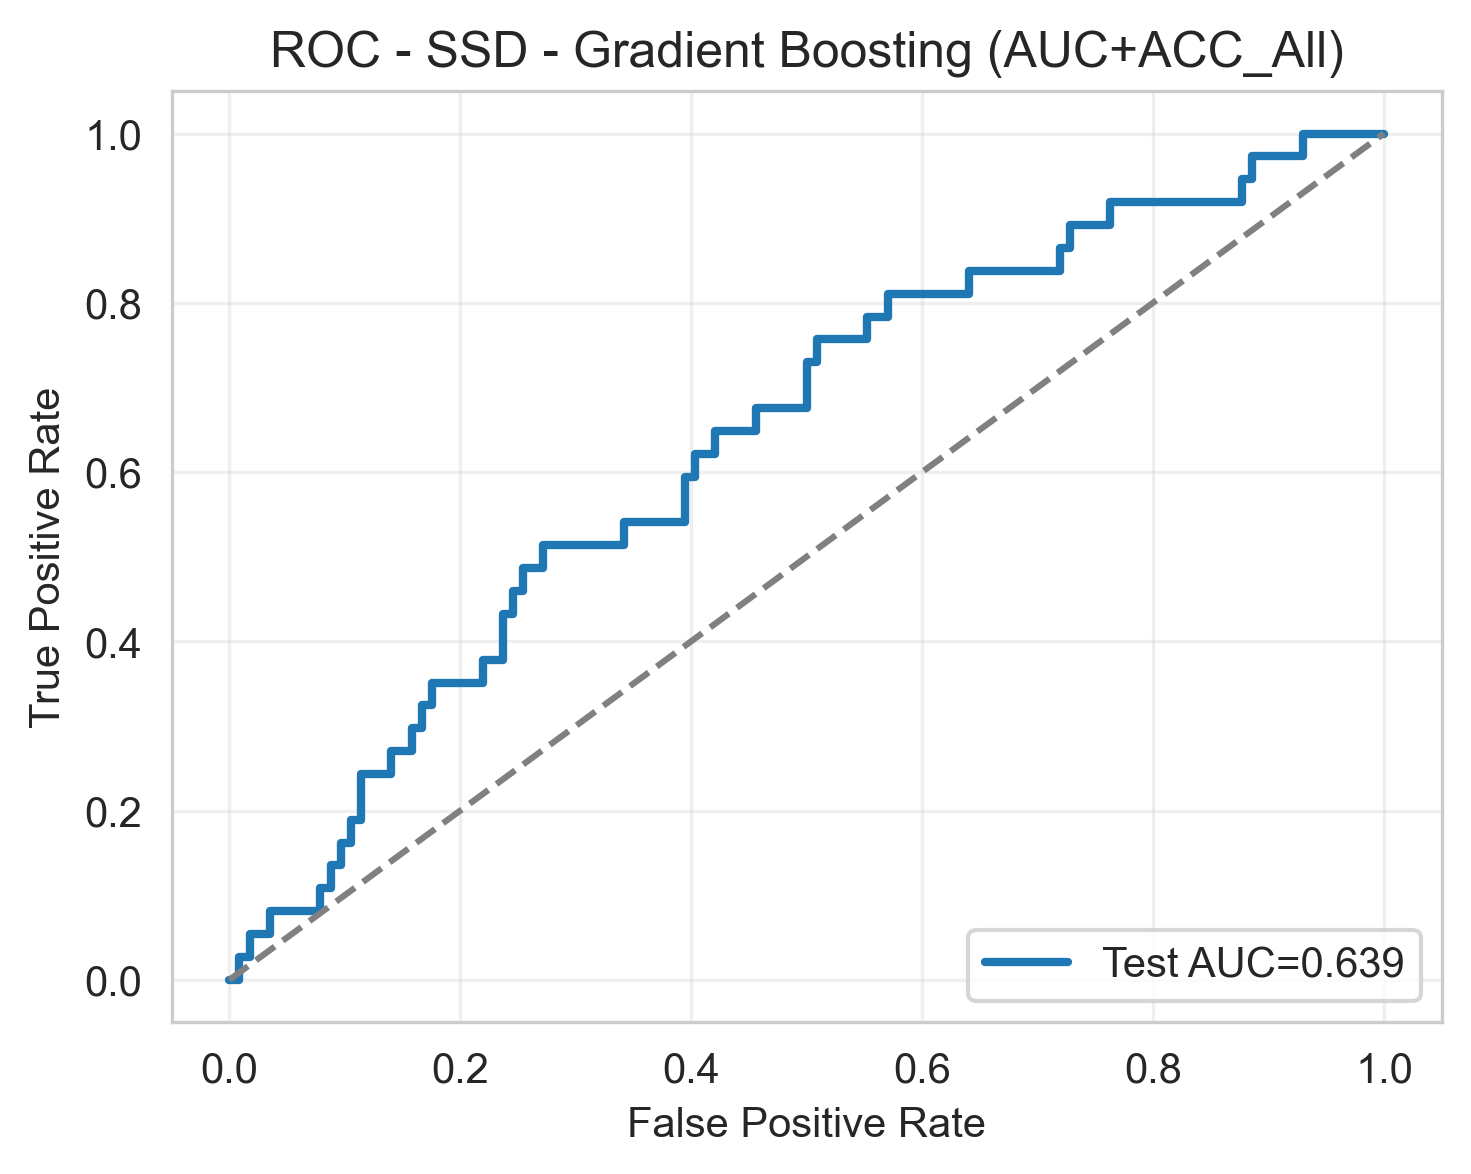 ROC - SSD - Gradient Boosting (AUC+ACC_All)
True Positive Rate
1.0
0.8
0.6
0.4
0.2
0.0
Test AUC=0.639
0.0 0.2 0.4 0.6 0.8 1.0
False Positive Rate